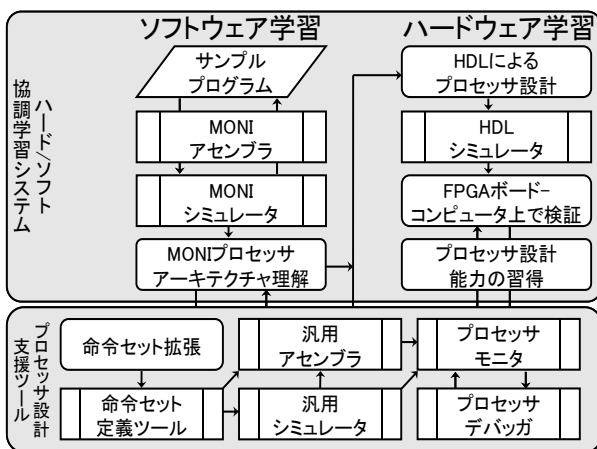 ソフトウェア学習
ハードウェア学習
ハード/ソフト
協調学習システム
サンプル
プログラム
MONI
アセンブラ
MONI
シミュレータ
MONIプロセッサ
アーキテクチャ理解
HDLによる
プロセッサ設計
HDL
シミュレータ
FPGAボード-
コンピュータ上で検証
プロセッサ設計
能力の習得
プロセッサ設計
支援ツール
命令セット拡張
命令セット
定義ツール
汎用
アセンブラ
汎用
シミュレータ
プロセッサ
モニタ
プロセッサ
デバッガ